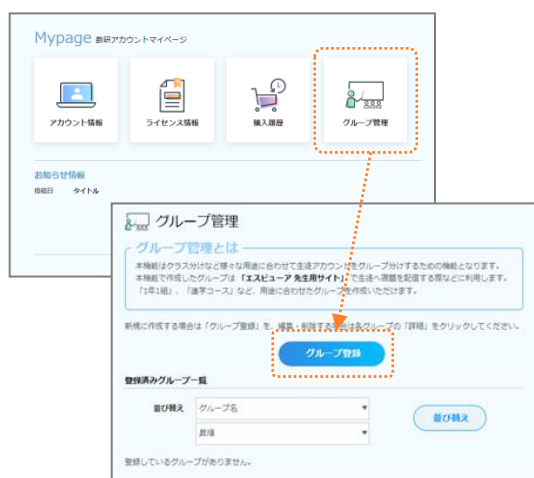 Mypage 数研アカウントマイページ
アカウント情報
ライセンス情報
購入履歴
グループ管理
お知らせ情報
投稿日 タイトル
グループ管理
グループ管理とは
本機能はクラス分けなど様々な用途に合わせて生徒アカウントをグループ分けするための機能となります。
本機能で作成したグループは「エスビューア 先生用サイト」で生徒へ宿題を配信する際などに利用します。
「1年1組」、「進学コース」など、用途に合わせたグループを作成いただけます。
新規に作成する場合は「グループ登録」を、編集・削除する場合は各グループの「詳細」をクリックしてください。
グループ登録
登録済みグループ一覧
並び替え グループ名
昇順
並び替え
登録しているグループがありません。